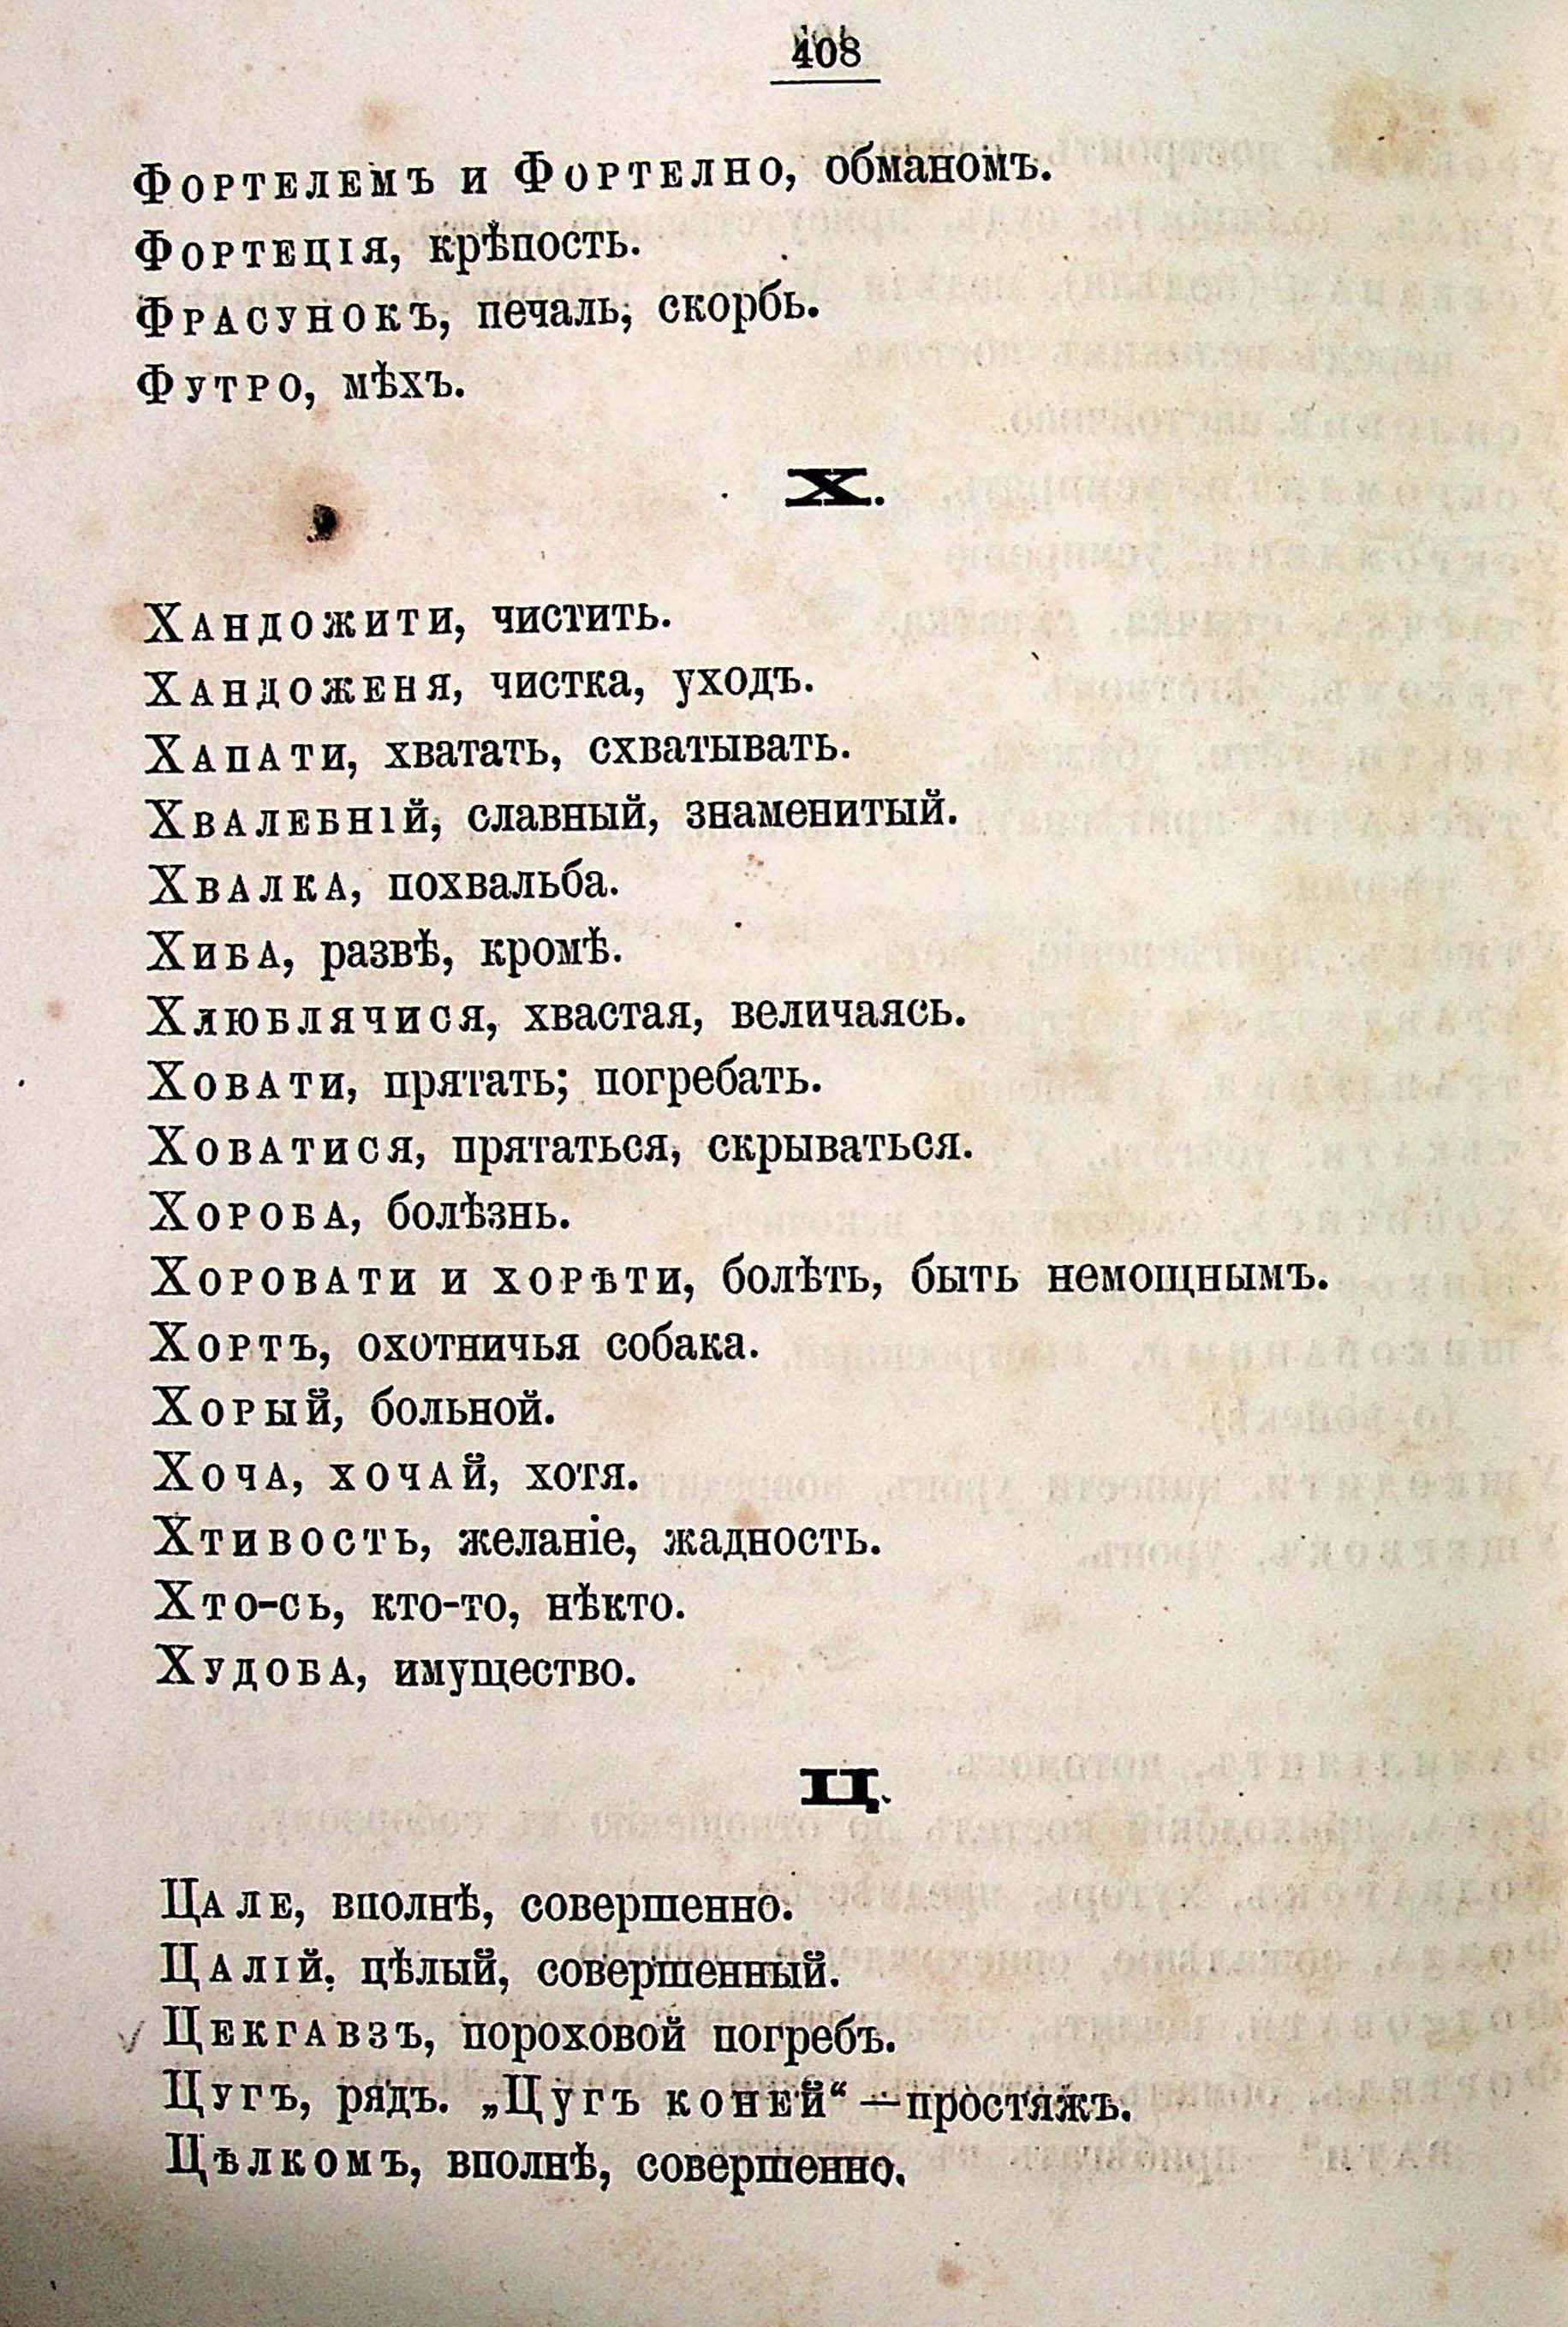 408
Фортелемъ и Фортелно, обманомъ.
Фортеція, крѣпость.
Фрасунокъ, печаль, скорбь.
Футро, мѣхъ.
Х.
Хандожити, чистить.
Хандоженя, чистка, уходъ.
Хапати, хватать, схватывать.
Хвалебній, славный, знаменитый.
Хвалка, похвальба.
Хиба, развѣ, кромѣ.
Хлюблячися, хвастая, величаясь.
Ховати, прятать; погребать.
Ховатися, прятаться, скрываться.
Хороба, болѣзнь.
Хоровати и хорѣти, болѣть, быть немощнымъ.
Хортъ, охотничья собака.
Хорый, больной.
Хоча, хочай, хотя.
Хтивость, желаніе, жадность.
Хто-сь, кто-то, нѣкто.
Худоба, имущество.
Ц.
Цале, вполнѣ, совершенно.
Цалій, цѣлый, совершенный.
Цекгавзъ, пороховой погребъ.
Цугъ, рядъ. „Цугъ коней“ — простяжъ.
Цѣлкомъ, вполнѣ, совершенно.